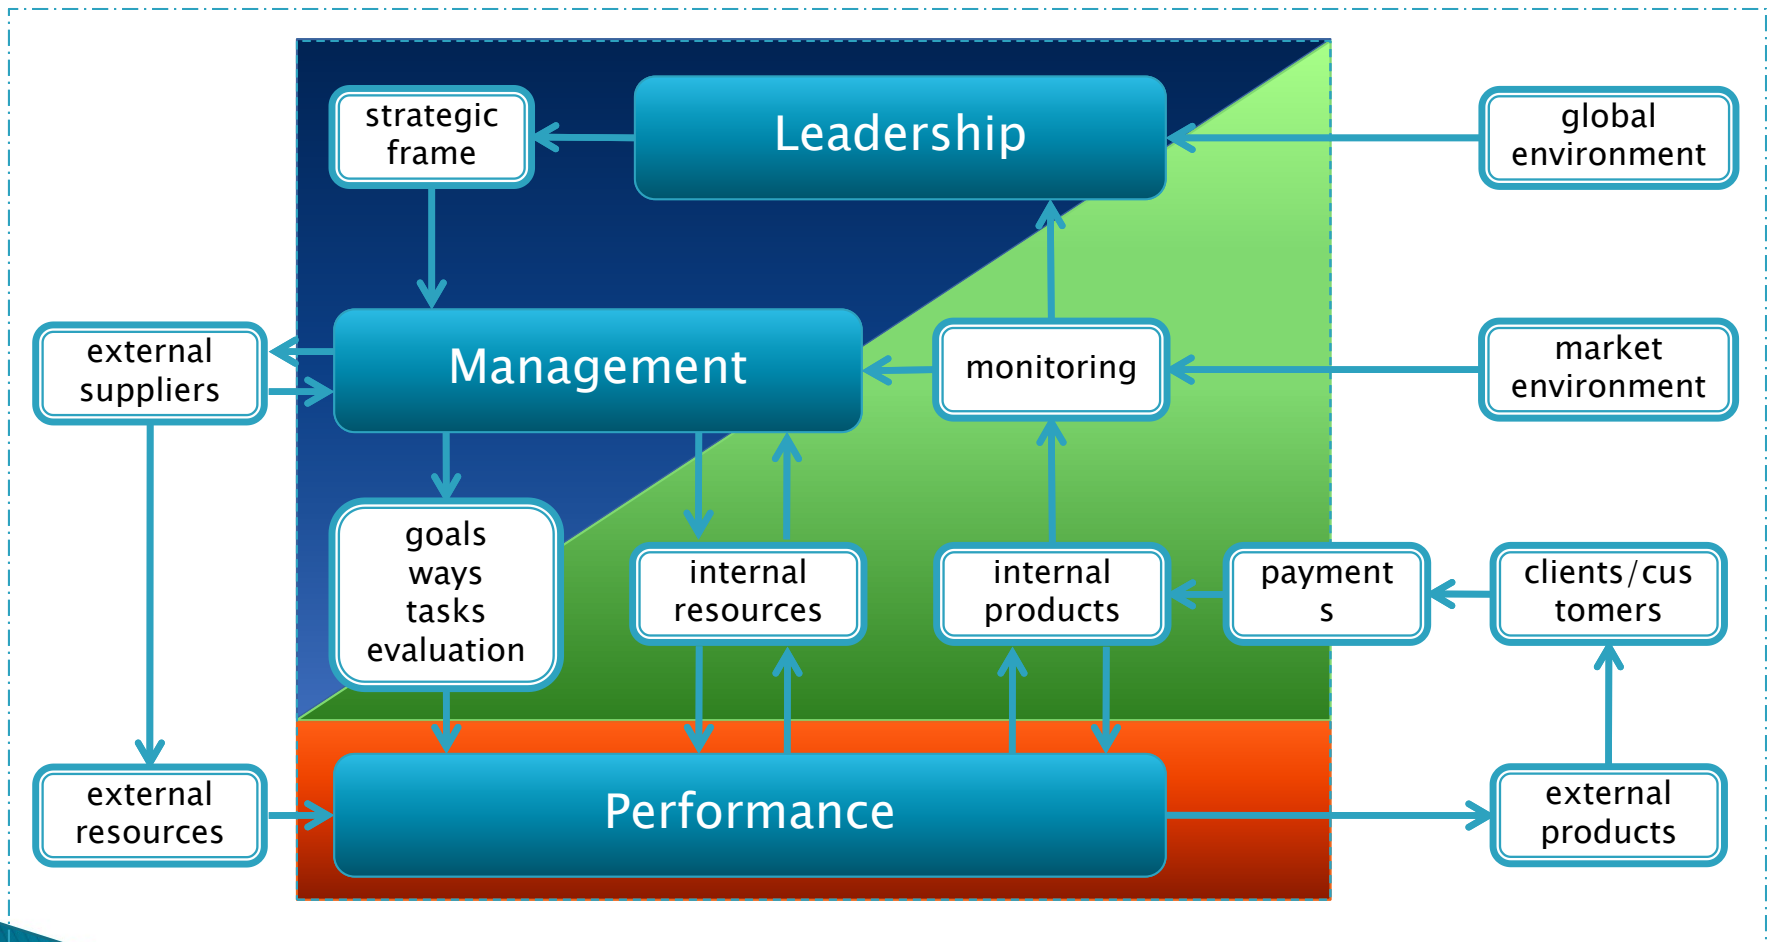 strategic
frame
Leadership
global
environment
external
suppliers
Management
monitoring
market
environment
goals
ways
tasks
evaluation
internal
resources
internal
products
payment
s
clients/cus
tomers
external
resources
Performance
external
products